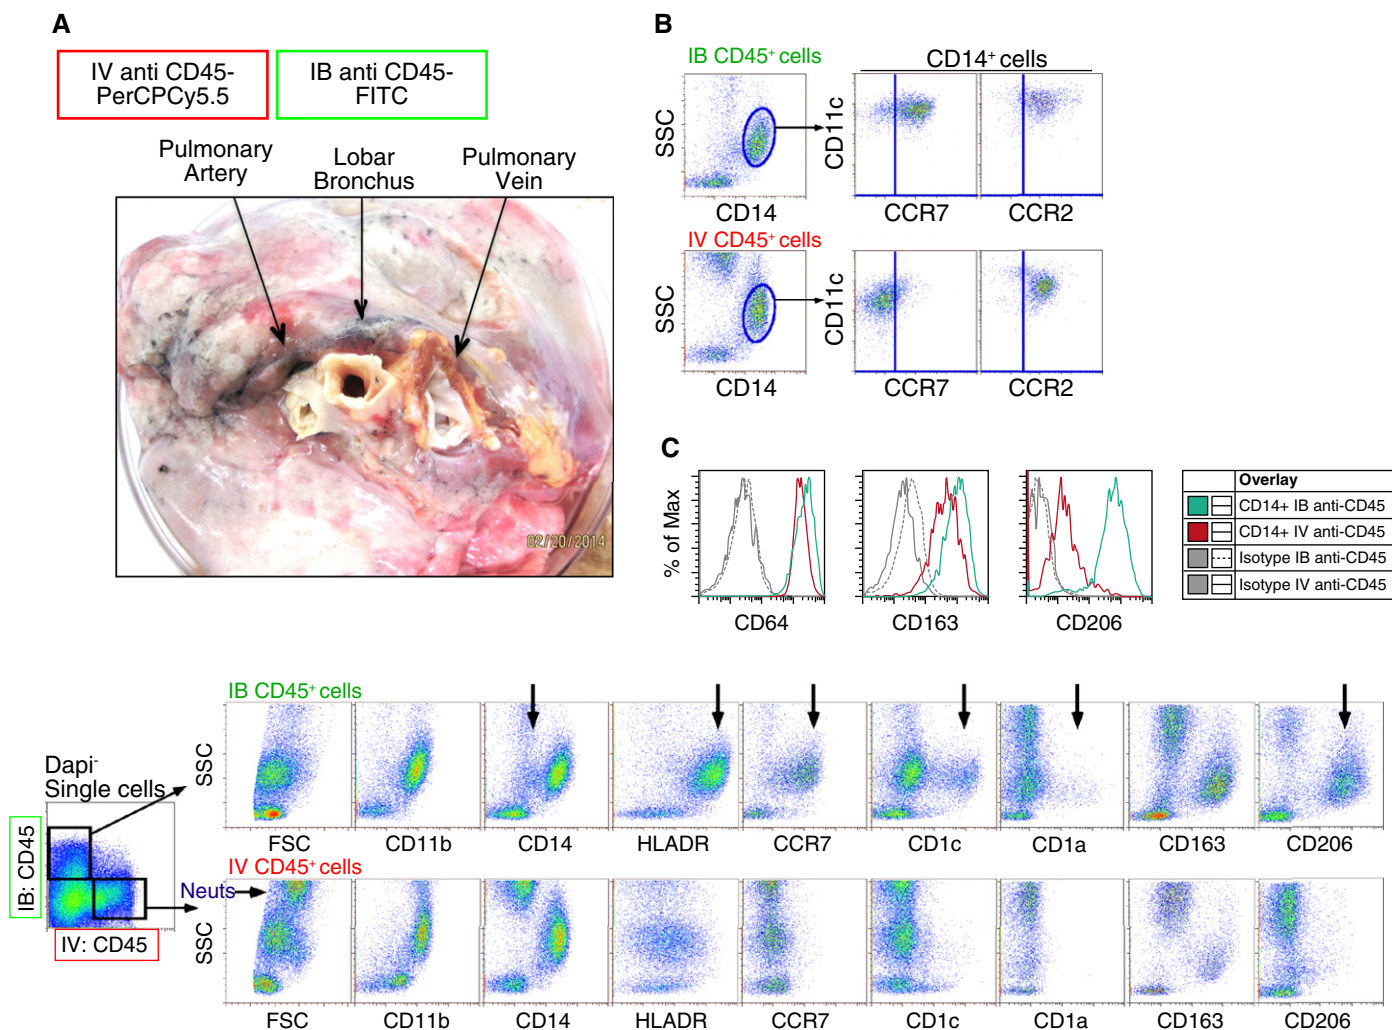 A
IV anti CD45-
PerCPCy5.5
IB anti CD45-
FITC
Pulmonary
Artery
Lobar
Bronchus
Pulmonary
Vein
02/20/2014
B
IB CD45+ cells
CD14+ cells
SSC
CD14
CD11c
CCR7
CCR2
IV CD45+ cells
SSC
CD14
CD11c
CCR7
CCR2
C
% of Max
CD64
CD163
CD206
Overlay
CD14+ IB anti-CD45
CD14+ IV anti-CD45
Isotype IB anti-CD45
Isotype IV anti-CD45
Dapi-
Single cells
IB: CD45
IV: CD45
IB CD45+ cells
SSC
FSC
CD11b
CD14
HLADR
CCR7
CD1c
CD1a
CD163
CD206
IV CD45+ cells
Neuts
SSC
FSC
CD11b
CD14
HLADR
CCR7
CD1c
CD1a
CD163
CD206